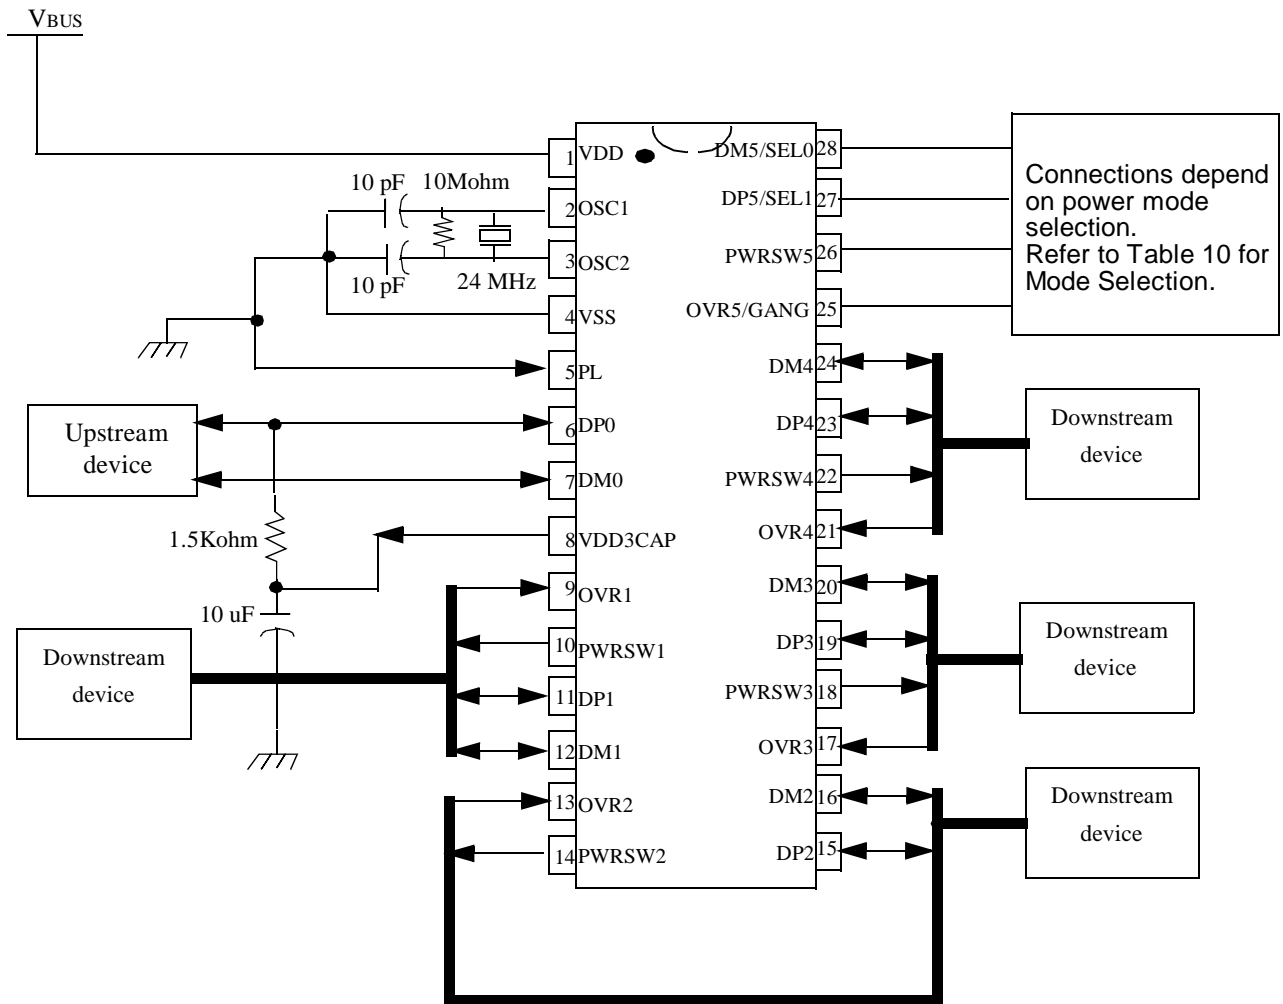 VBUS
28
DM5/SEL0
1
VDD
10 pF
10Mohm
27
DP5/SEL1
2
OSC1
Connections depend
on power mode
selection.
Refer to Table 10 for
Mode Selection.
26
PWRSW5
3
OSC2
10 pF
24 MHz
25
OVR5/GANG
4
VSS
24
DM4
5
PL
Upstream
device
6
DP0
23
DP4
Downstream
device
7
DM0
22
PWRSW4
1.5Kohm
8
VDD3CAP
21
OVR4
9
OVR1
20
DM3
10 uF
10
PWRSW1
19
DP3
Downstream
device
Downstream
device
11
DP1
18
PWRSW3
12
DM1
17
OVR3
13
OVR2
16
DM2
Downstream
device
14
PWRSW2
15
DP2